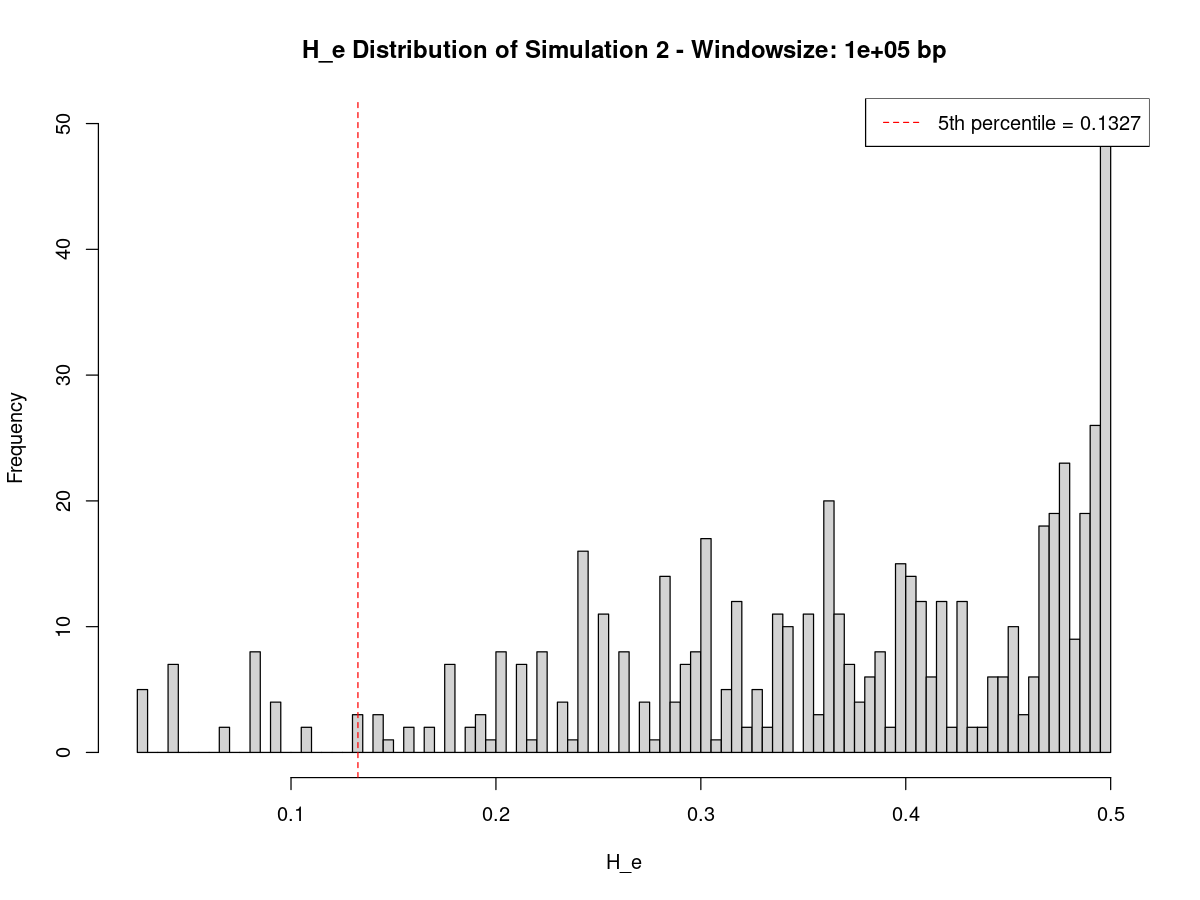 H_e Distribution of Simulation 2 - Windowsize: 1e+05 bp
5th percentile = 0.1327
Frequency
50
40
30
20
10
0
0.1 0.2 0.3 0.4 0.5
H_e